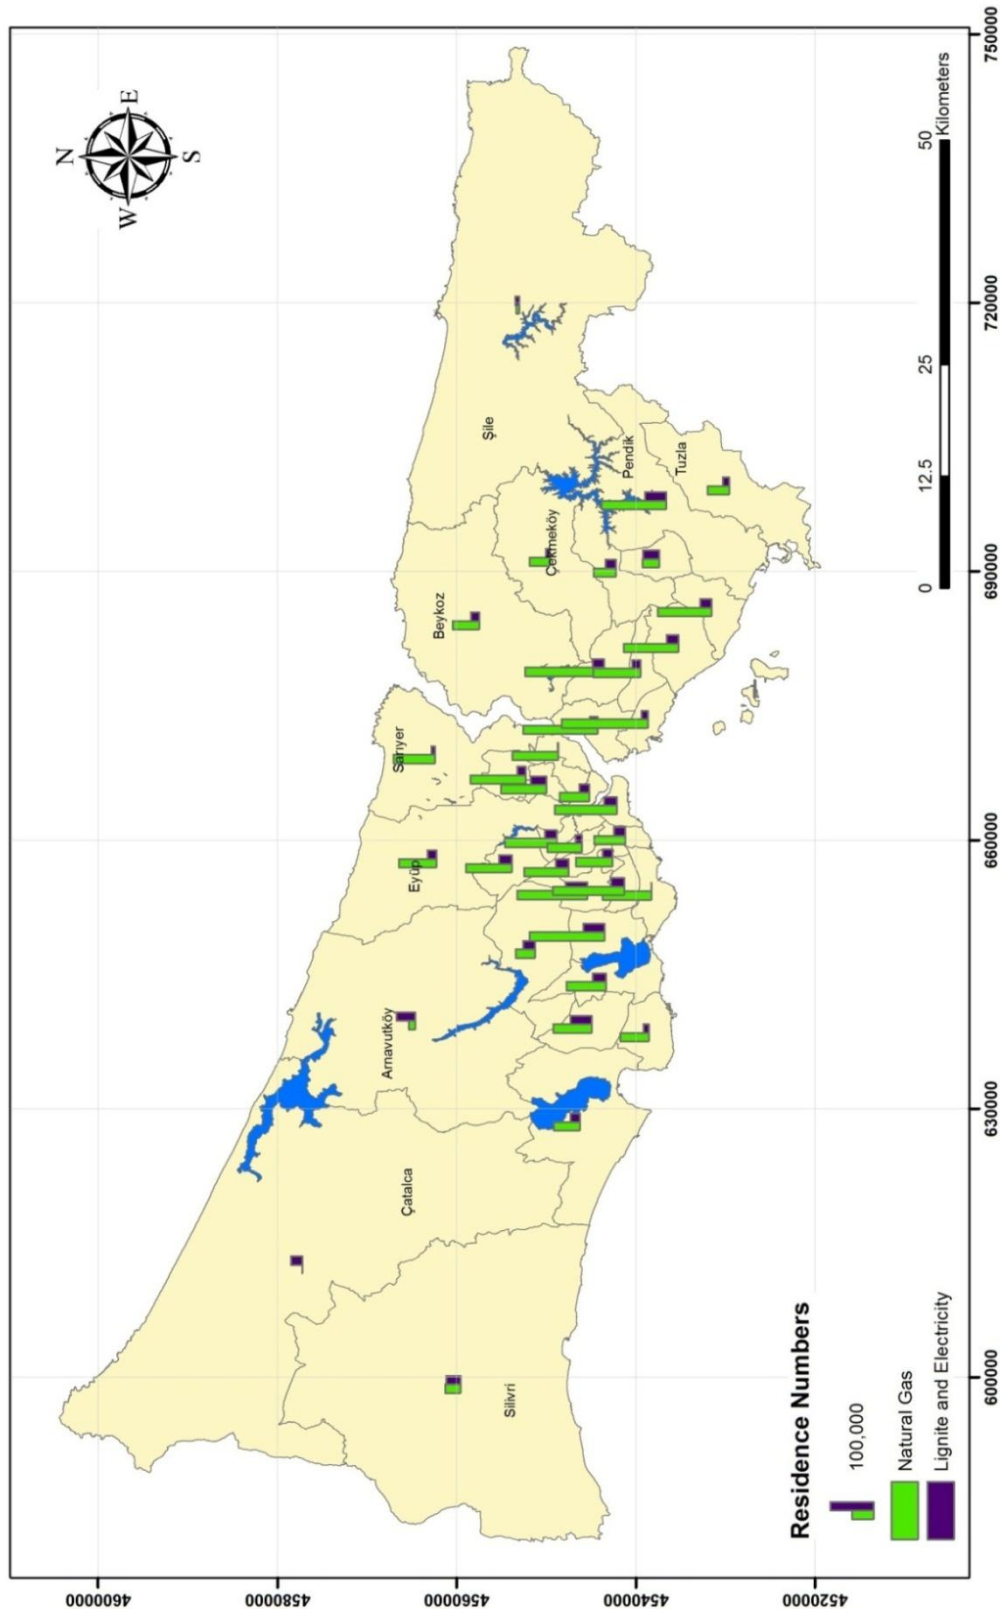 N
W
E
S
Sarıyer
Beykoz
Şile
Eyüp
Çekmeköy
Arnavutköy
Pendik
Tuzla
Çatalca
Silivri
Residence Numbers
100,000
Natural Gas
Lignite and Electricity
0
12.5
25
50
Kilometers
4600000
4580000
4560000
4540000
4520000
600000
630000
660000
690000
720000
750000